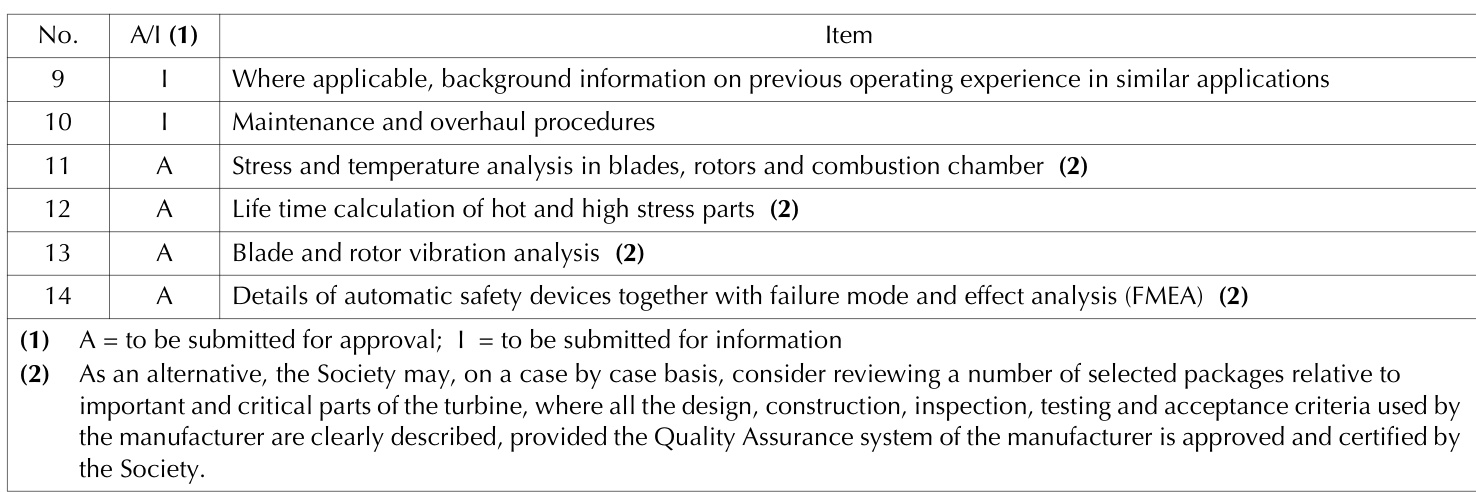 No. A/I (1) Item
9 I Where applicable, background information on previous operating experience in similar applications
10 I Maintenance and overhaul procedures
11 A Stress and temperature analysis in blades, rotors and combustion chamber (2)
12 A Life time calculation of hot and high stress parts (2)
13 A Blade and rotor vibration analysis (2)
14 A Details of automatic safety devices together with failure mode and effect analysis (FMEA) (2)
(1) A = to be submitted for approval; I = to be submitted for information
(2) As an alternative, the Society may, on a case by case basis, consider reviewing a number of selected packages relative to
important and critical parts of the turbine, where all the design, construction, inspection, testing and acceptance criteria used by
the manufacturer are clearly described, provided the Quality Assurance system of the manufacturer is approved and certified by
the Society.